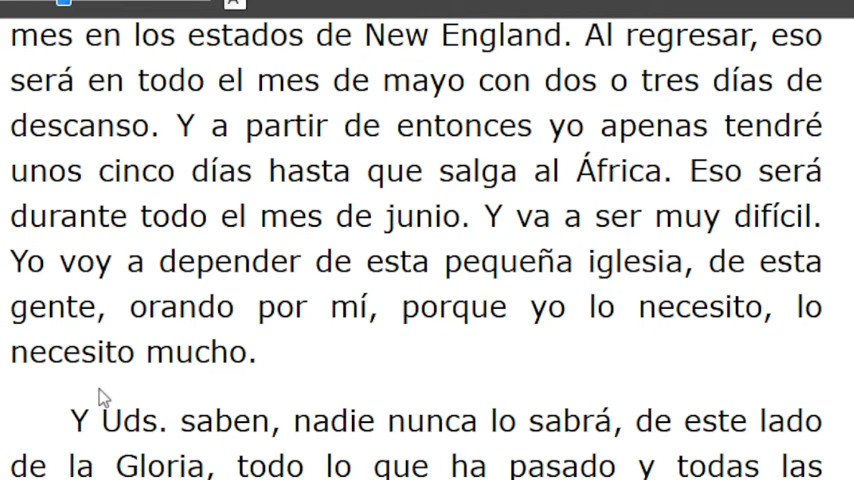 mes en los estados de New England. Al regresar, eso
será en todo el mes de mayo con dos o tres días de
descanso. Y a partir de entonces yo apenas tendré
unos cinco días hasta que salga al África. Eso será
durante todo el mes de junio. Y va a ser muy difícil.
Yo voy a depender de esta pequeña iglesia, de esta
gente, orando por mí, porque yo lo necesito, lo
necesito mucho.
Y Uds. saben, nadie nunca lo sabrá, de este lado
de la Gloria, todo lo que ha pasado y todas las